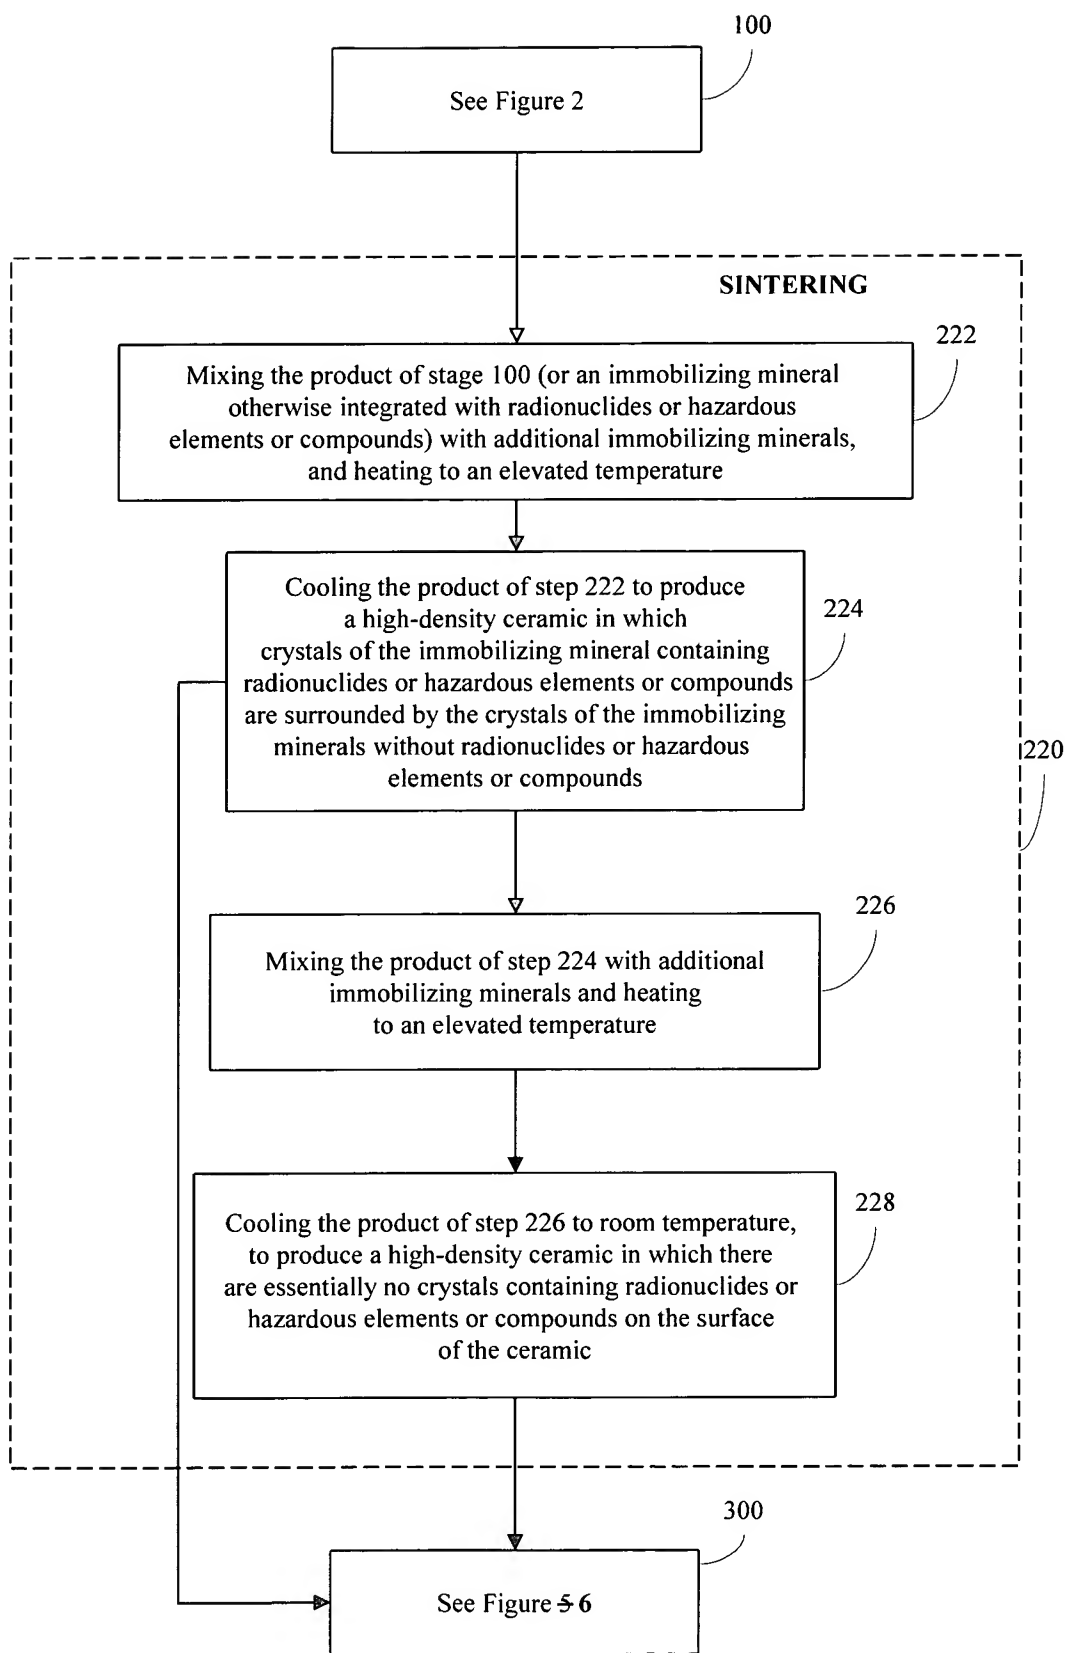 100
See Figure 2
SINTERING
222
Mixing the product of stage 100 (or an immobilizing mineral
otherwise integrated with radionuclides or hazardous
elements or compounds) with additional immobilizing minerals,
and heating to an elevated temperature
Cooling the product of step 222 to produce
a high-density ceramic in which
crystals of the immobilizing mineral containing
radionuclides or hazardous elements or compounds
are surrounded by the crystals of the immobilizing
minerals without radionuclides or hazardous
elements or compounds
224
220
226
Mixing the product of step 224 with additional
immobilizing minerals and heating
to an elevated temperature
228
Cooling the product of step 226 to room temperature,
to produce a high-density ceramic in which there
are essentially no crystals containing radionuclides or
hazardous elements or compounds on the surface
of the ceramic
300
See Figure 5 6